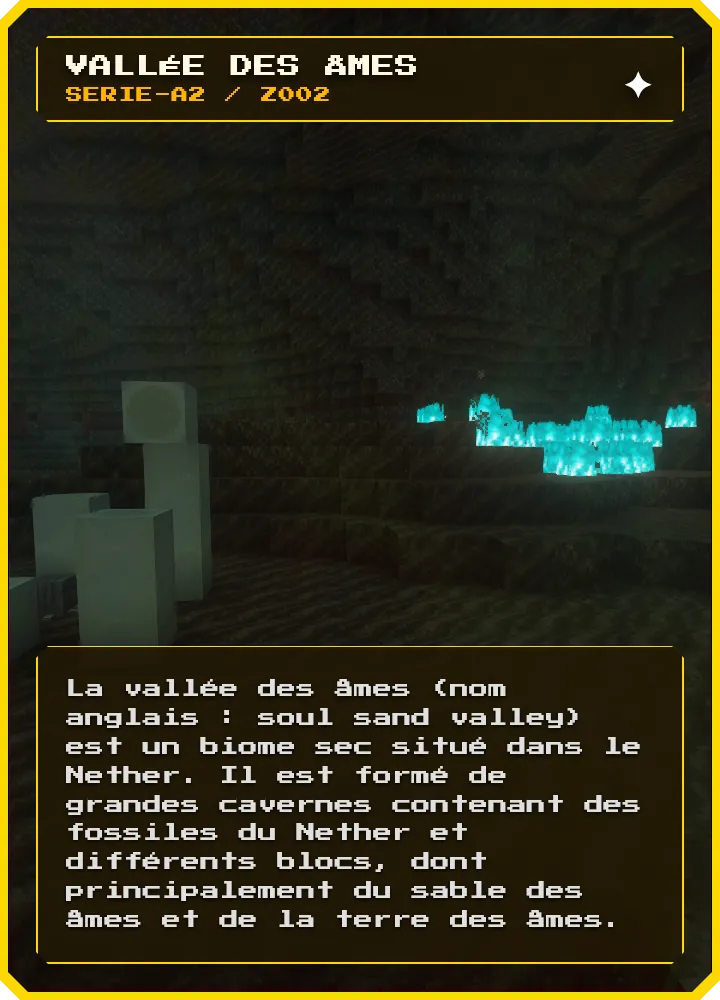 VALLéE DES âMES
SERIE-A2 / Z002
La vallée des âmes (nom
anglais : soul sand valley)
est un biome sec situé dans le
Nether. Il est formé de
grandes cavernes contenant des
fossiles du Nether et
différents blocs, dont
principalement du sable des
âmes et de la terre des âmes.